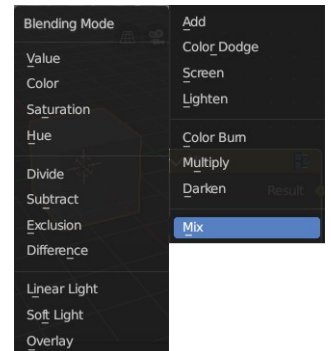 Blending Mode
Value
Color
Saturation
Hue
Divide
Subtract
Exclusion
Difference
Linear Light
Soft Light
Overlay
Add
Color Dodge
Screen
Lighten
Color Burn
Multiply
Darken
Result
Mix